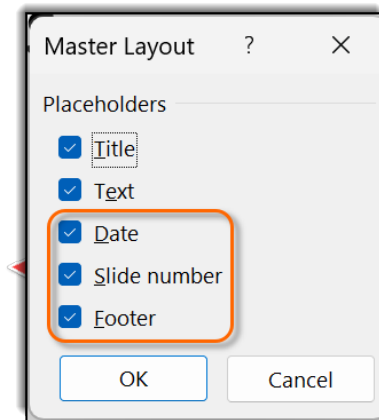 Master Layout ?
Placeholders
Title
Text
Date
Slide number
Footer
OK Cancel